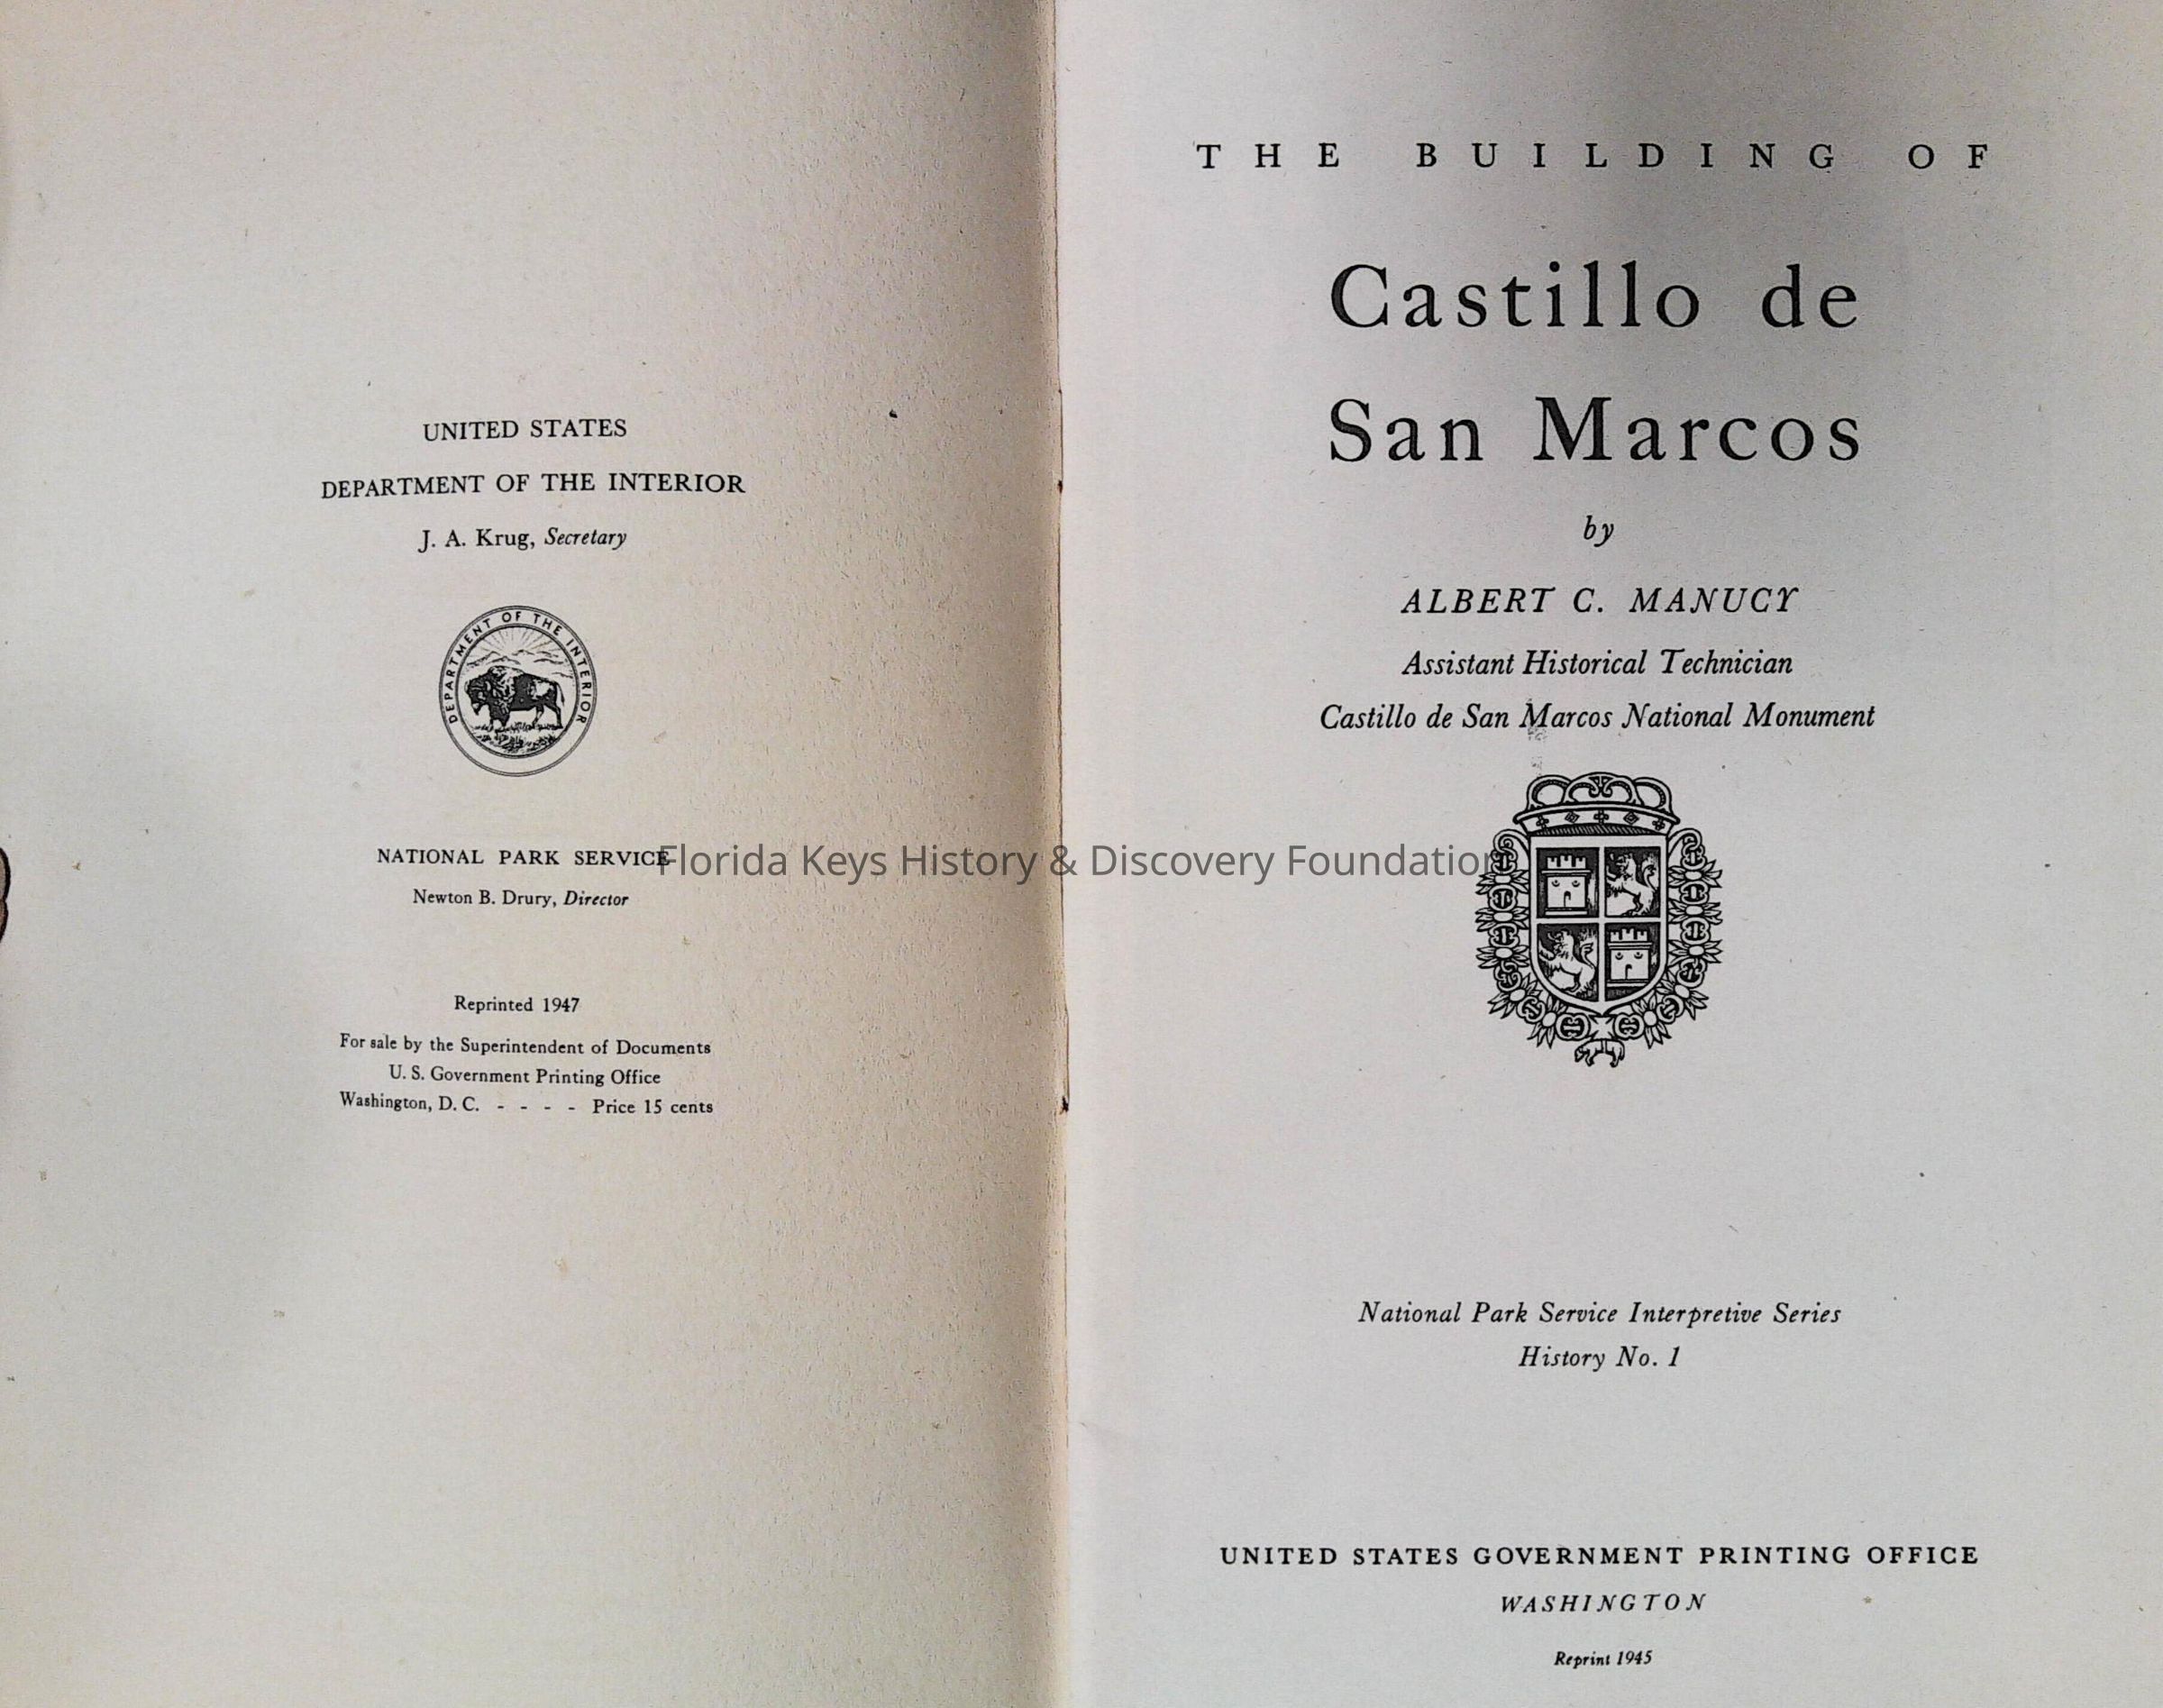 UNITED STATES
DEPARTMENT OF THE INTERIOR
J. A. Krug, Secretary
DEPARTMENT OF THE INTERIOR
NATIONAL PARK SERVICE
Newton B. Drury, Director
Reprinted 1947
For sale by the Superintendent of Documents
U. S. Government Printing Office
Washington, D. C. - - - - Price 15 cents
THE BUILDING OF
Castillo de
San Marcos
by
ALBERT C. MANUCY
Assistant Historical Technician
Castillo de San Marcos National Monument
National Park Service Interpretive Series
History No. 1
UNITED STATES GOVERNMENT PRINTING OFFICE
WASHINGTON
Reprint 1945
Florida Keys History & Discovery Foundation